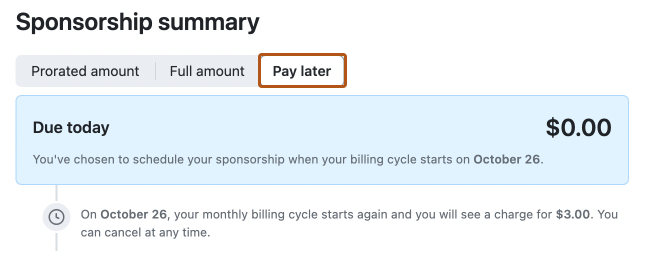 Sponsorship summary
Prorated amount Full amount Pay later
Due today $0.00
You've chosen to schedule your sponsorship when your billing cycle starts on October 26.
On October 26, your monthly billing cycle starts again and you will see a charge for $3.00. You
can cancel at any time.